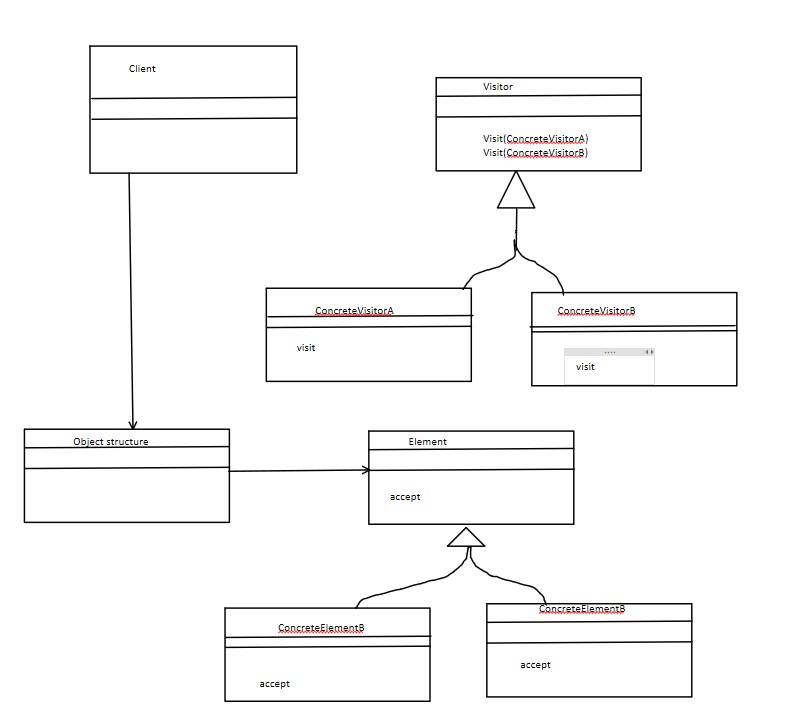 Client
Visitor
Visit(ConcreteVisitorA)
Visit(ConcreteVisitorB)
ConcreteVisitorA
visit
ConcreteVisitorB
visit
Object structure
Element
accept
ConcreteElementB
accept
ConcreteElementB
accept